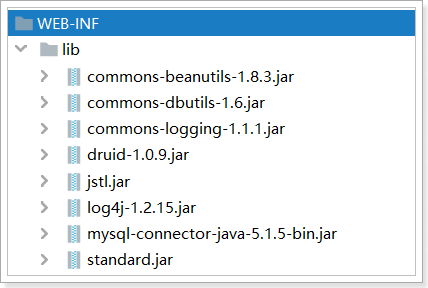 WEB-INF
lib
commons-beanutils-1.8.3.jar
commons-dbutils-1.6.jar
commons-logging-1.1.1.jar
druid-1.0.9.jar
jstl.jar
log4j-1.2.15.jar
mysql-connector-java-5.1.5-bin.jar
standard.jar